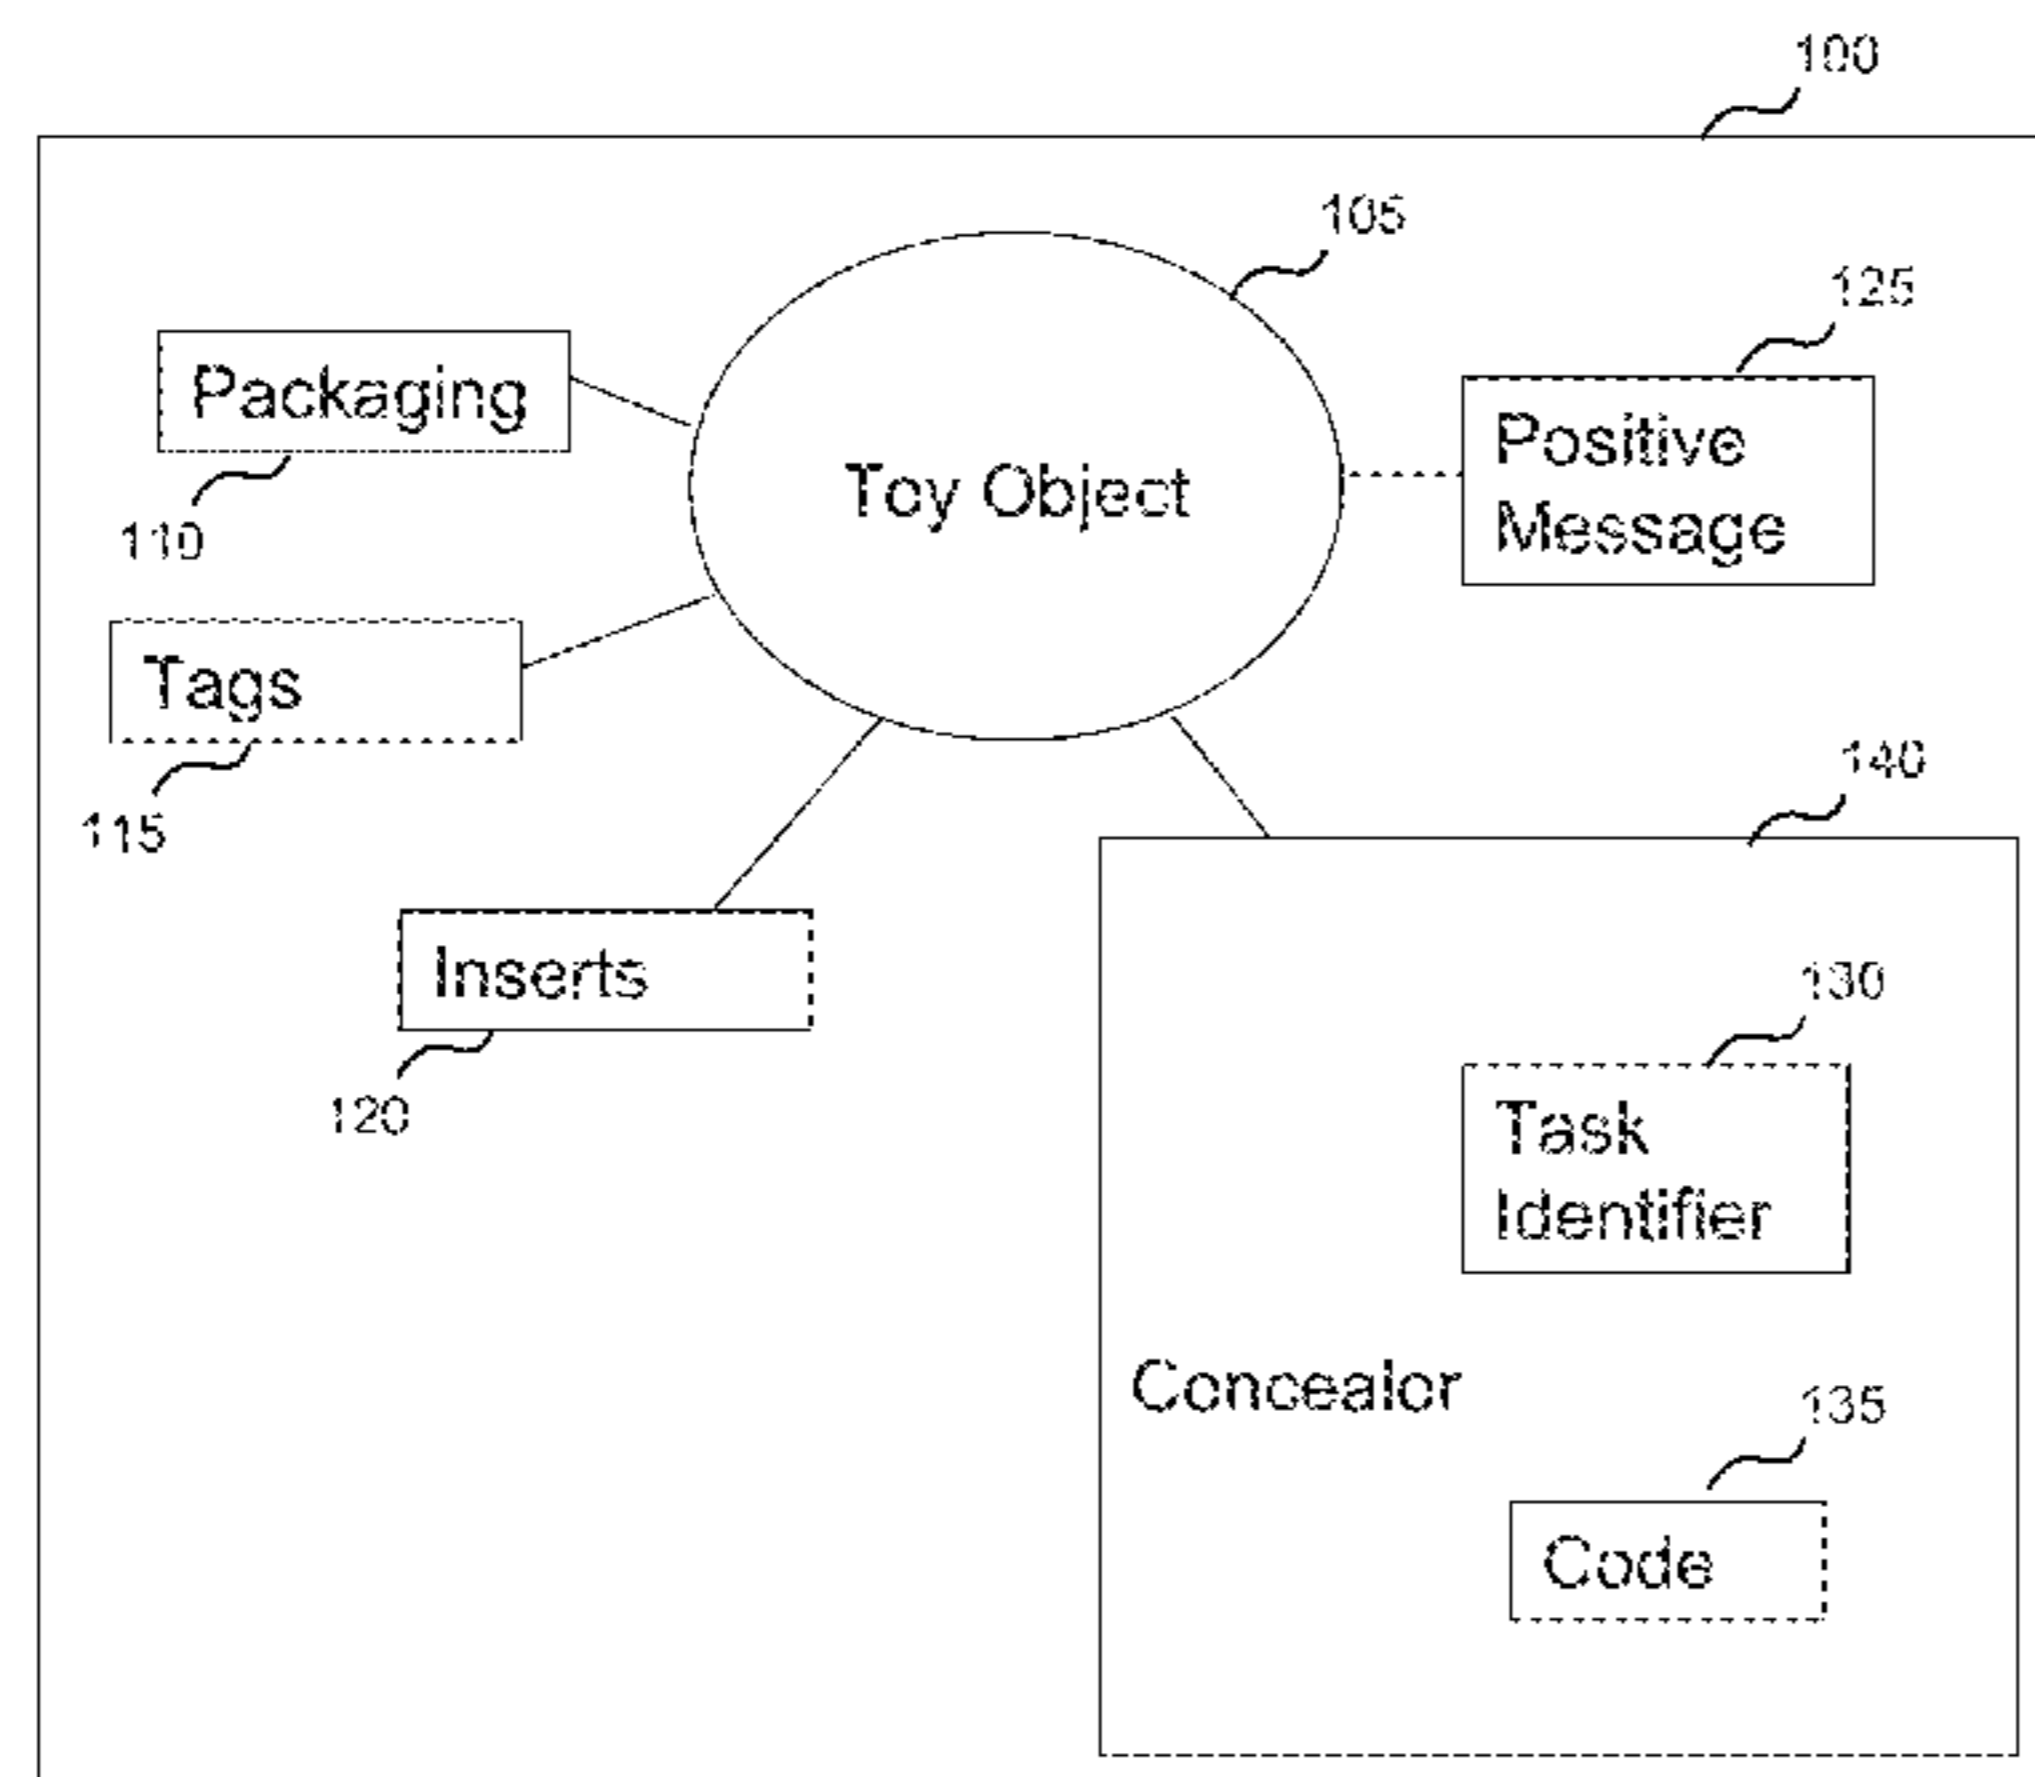 100
105
125
Packaging
Positive
Message
Toy Object
110
Tags
115
140
Inserts
120
130
Task
Identifier
Concealor
135
Code